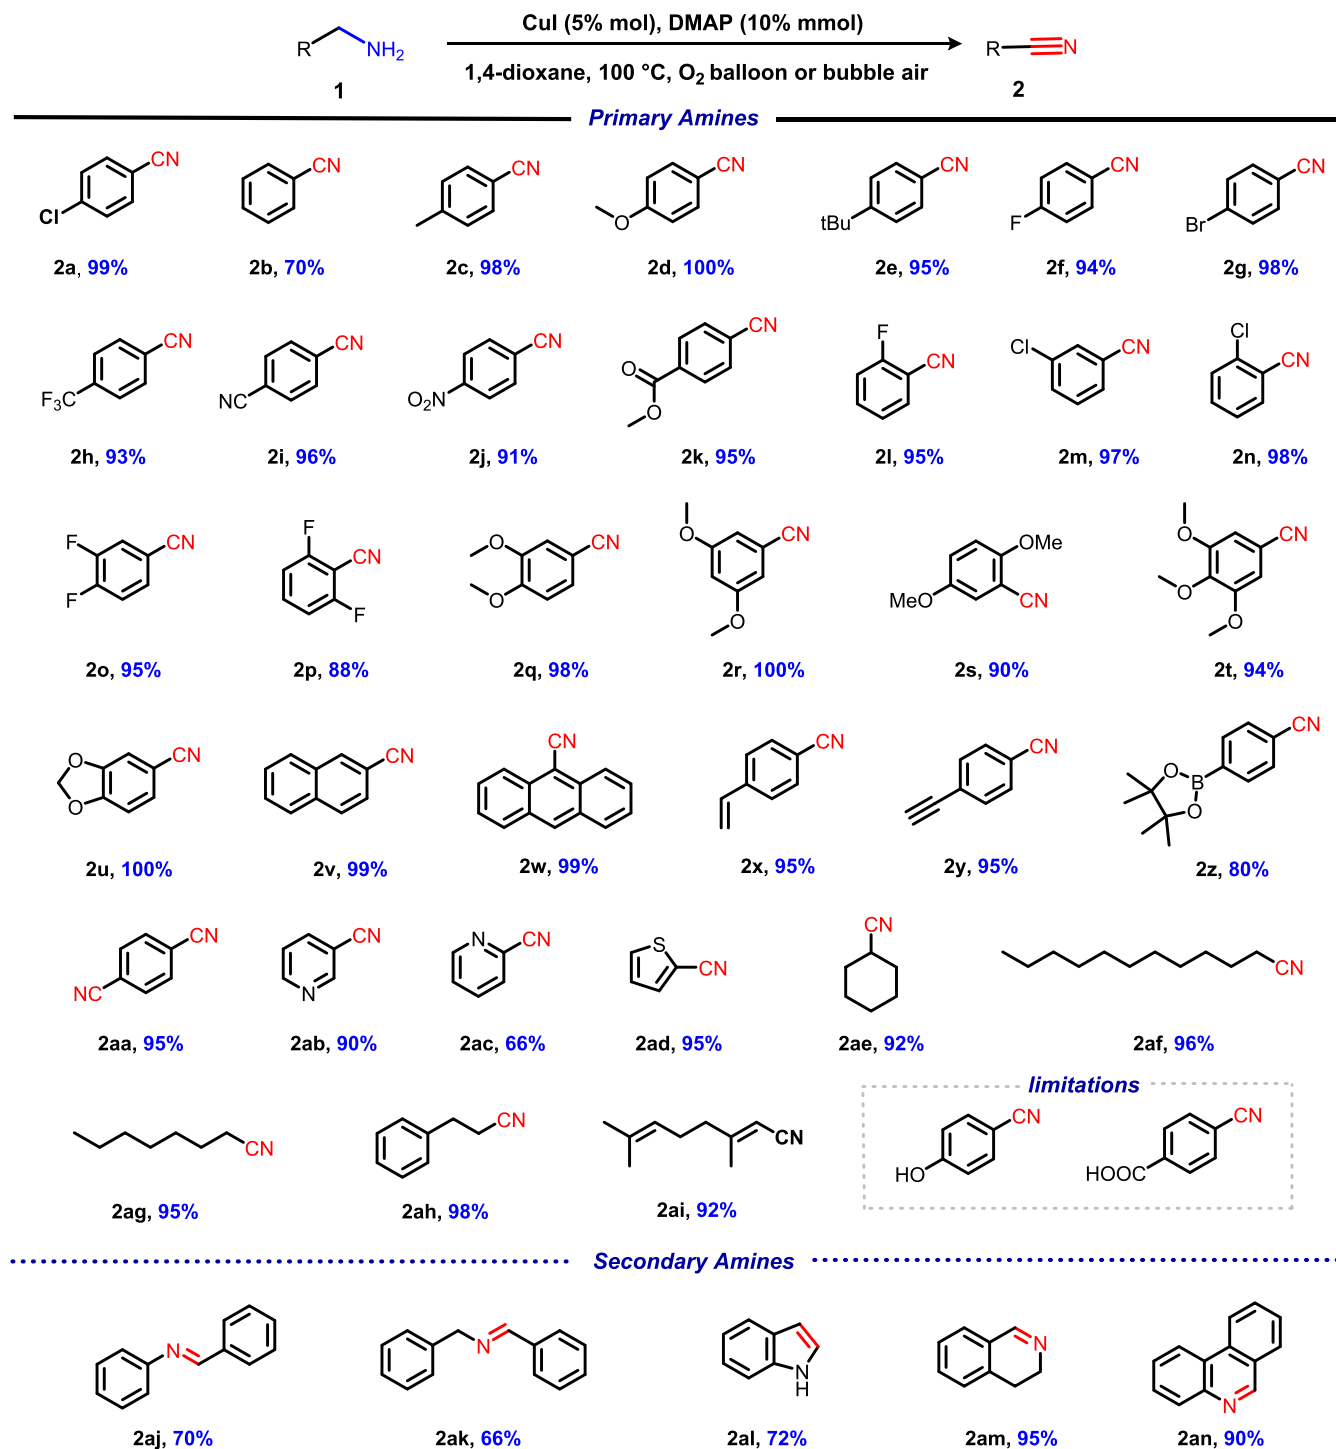 CuI (5% mol), DMAP (10% mmol)
R NH2 R N
1,4-dioxane, 100 °C, O2 balloon or bubble air
1 2
Primary Amines
CN CN CN CN CN CN CN
Cl O tBu F Br
2a, 99% 2b, 70% 2c, 98% 2d, 100% 2e, 95% 2f, 94% 2g, 98%
CN CN CN CN F CN Cl CN Cl CN
F3C NC O2N O O
2h, 93% 2i, 96% 2j, 91% 2k, 95% 2l, 95% 2m, 97% 2n, 98%
F F CN F CN F O O CN O CN O OMe MeO CN O O O CN
2o, 95% 2p, 88% 2q, 98% 2r, 100% 2s, 90% 2t, 94%
O O CN CN CN CN CN O B O CN
2u, 100% 2v, 99% 2w, 99% 2x, 95% 2y, 95% 2z, 80%
CN NC CN N N CN S CN CN CN
2aa, 95% 2ab, 90% 2ac, 66% 2ad, 95% 2ae, 92% 2af, 96%
limitations
CN CN CN CN CN
HO HOOC
2ag, 95% 2ah, 98% 2ai, 92%
Secondary Amines
N N N H N N
2aj, 70% 2ak, 66% 2al, 72% 2am, 95% 2an, 90%